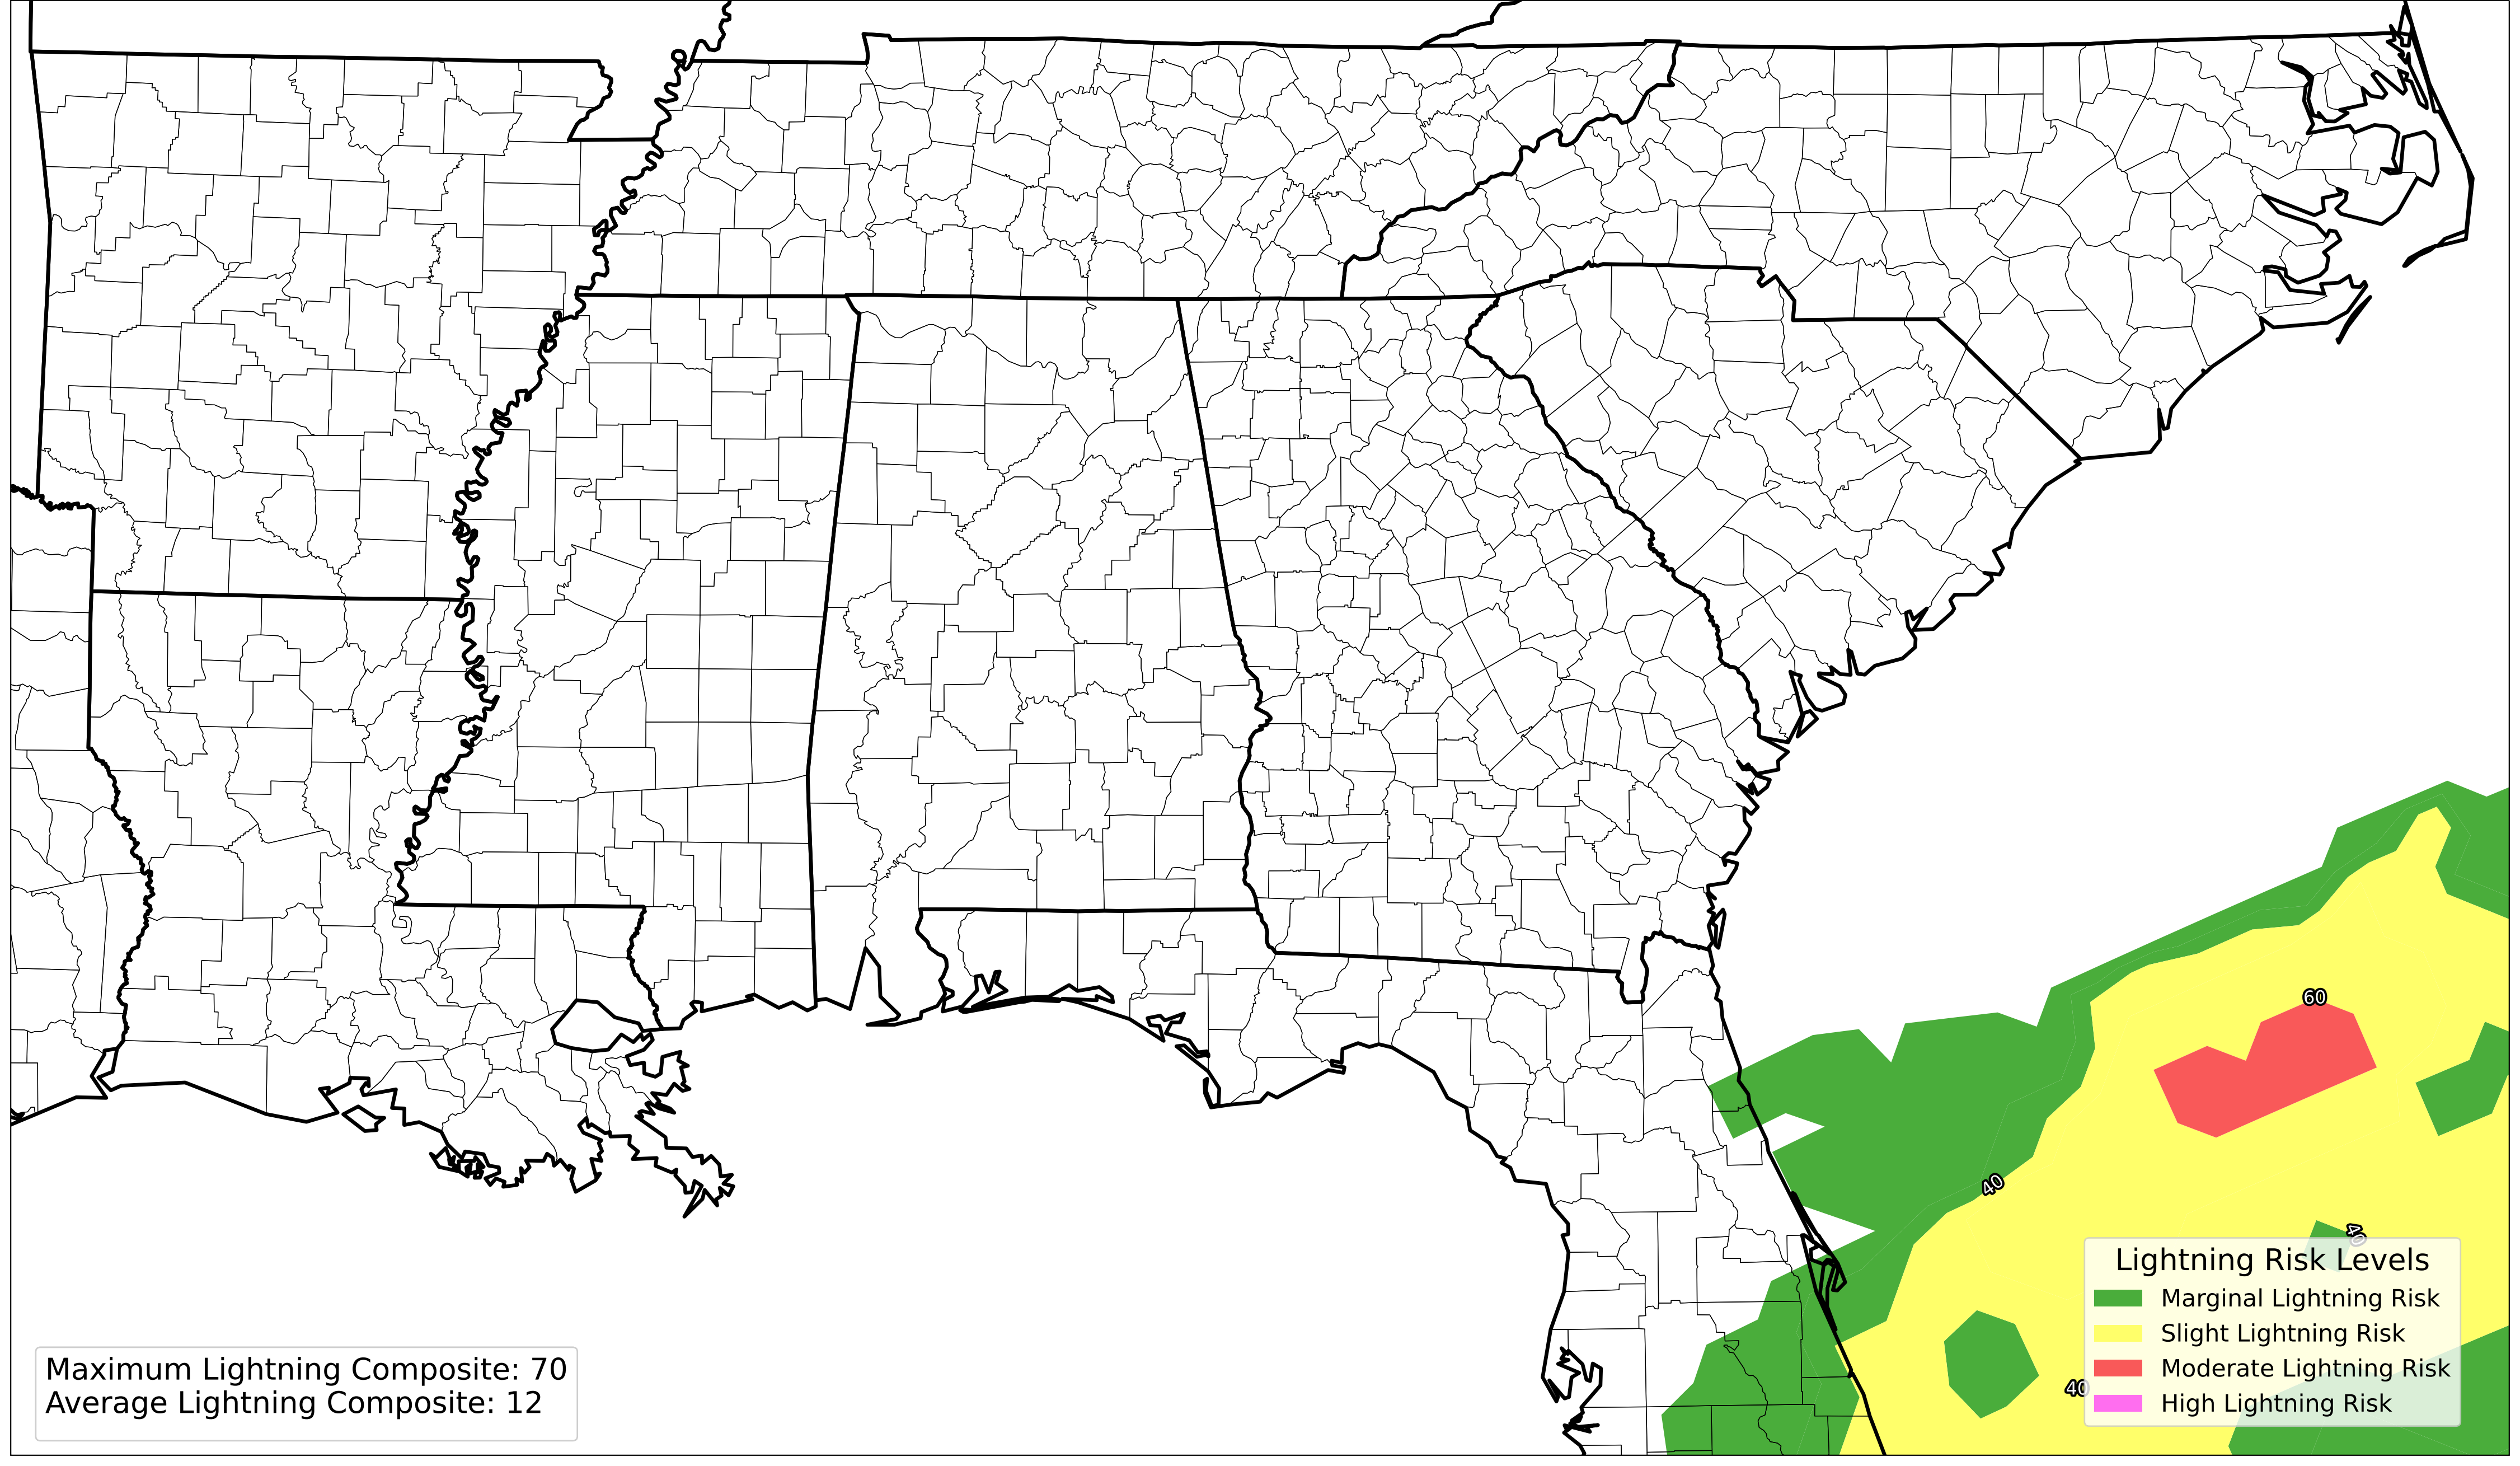 60
40
40
Lightning Risk Levels
Marginal Lightning Risk
Slight Lightning Risk
Moderate Lightning Risk
40
High Lightning Risk
Maximum Lightning Composite: 70
Average Lightning Composite: 12